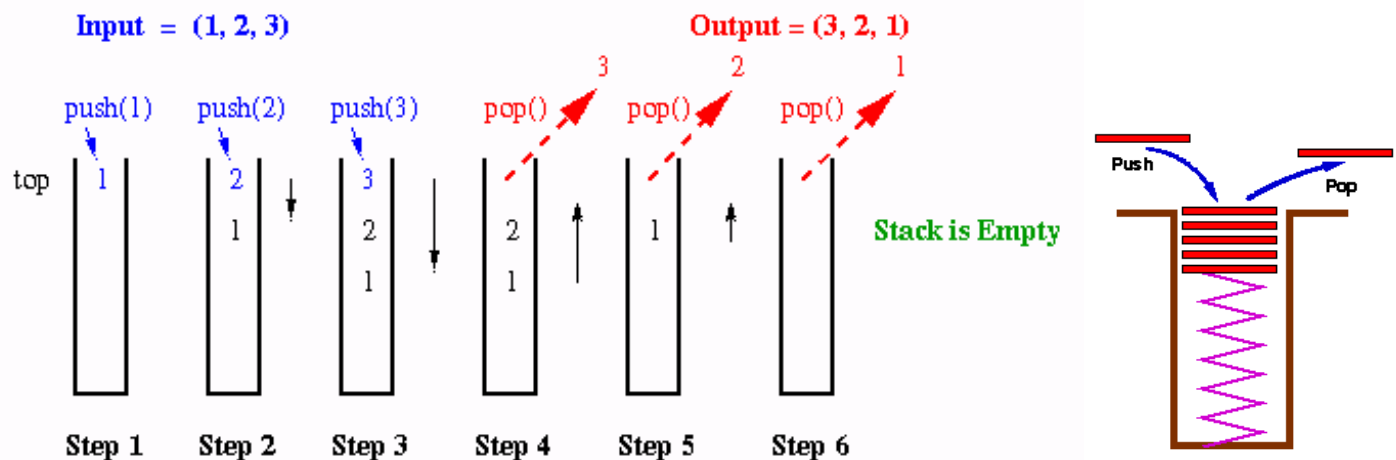 Input = (1, 2, 3)
Output = (3, 2, 1)
3 2 1
push(1) push(2) push(3) pop() pop() pop()
Push
Pop
top 1 2 3
1 2 2 1
Stack is Empty
1 1
Step 1 Step 2 Step 3 Step 4 Step 5 Step 6